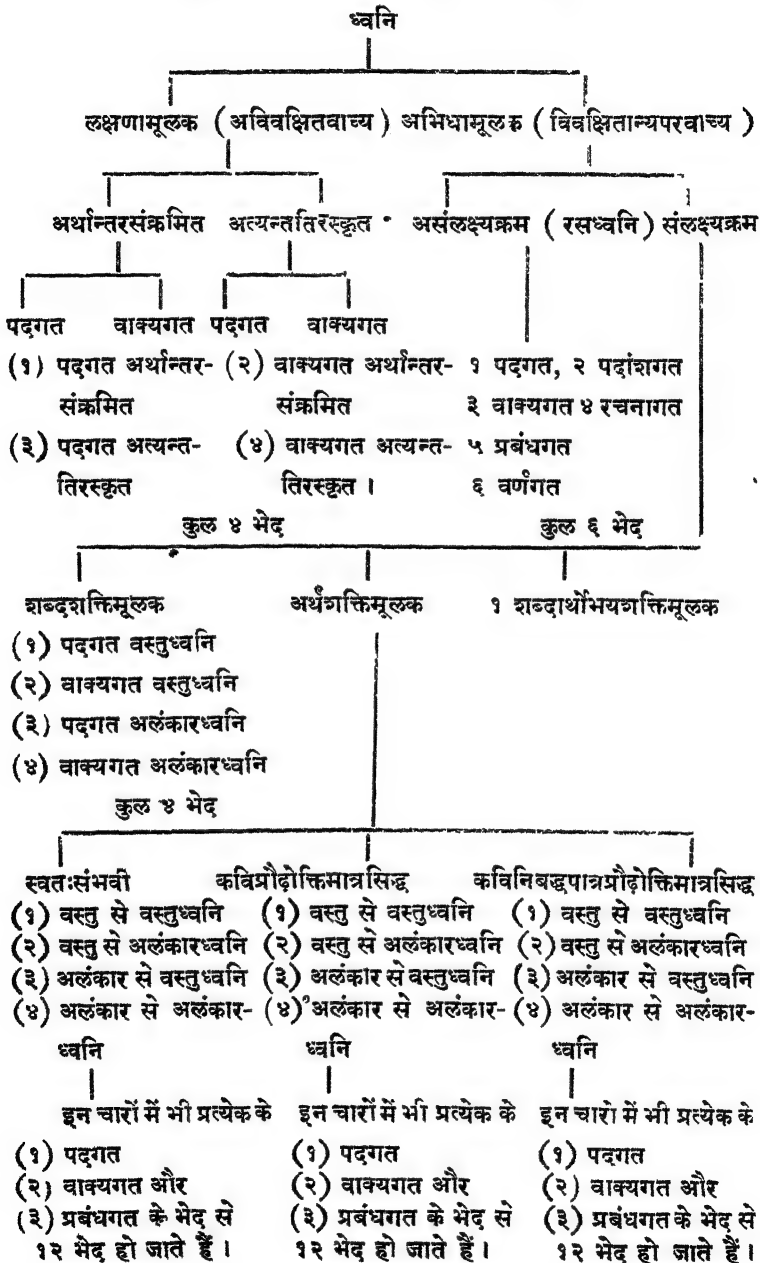 ध्वनि
लक्षणामूलक (अविवक्षितवाच्य) अभिधामूलक (विवक्षितान्यपरवाच्य)
अर्थान्तरसंक्रमित अत्यन्ततिरस्कृत असंलक्ष्यक्रम (रसध्वनि) संलक्ष्यक्रम
पदगत वाक्यगत पदगत वाक्यगत
(१) पदगत अर्थान्तर- (२) वाक्यगत अर्थान्तर- १ पदगत, २ पदांशगत
संक्रमित संक्रमित ३ वाक्यगत ४ रचनागत
(३) पदगत अत्यन्त- (४) वाक्यगत अत्यन्त- ५ प्रबंधगत
तिरस्कृत तिरस्कृत । ६ वर्णगत
कुल ४ भेद कुल ६ भेद
शब्दशक्तिमूलक अर्थशक्तिमूलक १ शब्दार्थोभयशक्तिमूलक
(१) पदगत वस्तुध्वनि
(२) वाक्यगत वस्तुध्वनि
(३) पदगत अलंकारध्वनि
(४) वाक्यगत अलंकारध्वनि
कुल ४ भेद
स्वतःसंभवी कविप्रौढ़ोक्तिमात्रसिद्ध कविनिबद्धपात्रप्रौढ़ोक्तिमात्रसिद्ध
(१) वस्तु से वस्तुध्वनि (१) वस्तु से वस्तुध्वनि (१) वस्तु से वस्तुध्वनि
(२) वस्तु से अलंकारध्वनि (२) वस्तु से अलंकारध्वनि (२) वस्तु से अलंकारध्वनि
(३) अलंकार से वस्तुध्वनि (३) अलंकार से वस्तुध्वनि (३) अलंकार से वस्तुध्वनि
(४) अलंकार से अलंकार- (४) अलंकार से अलंकार- (४) अलंकार से अलंकार-
ध्वनि ध्वनि ध्वनि
इन चारों में भी प्रत्येक के इन चारों में भी प्रत्येक के इन चारों में भी प्रत्येक के
(१) पदगत (१) पदगत (१) पदगत
(२) वाक्यगत और (२) वाक्यगत और (२) वाक्यगत और
(३) प्रबंधगत के भेद से (३) प्रबंधगत के भेद से (३) प्रबंधगत के भेद से
१२ भेद हो जाते हैं । १२ भेद हो जाते हैं । १२ भेद हो जाते हैं ।